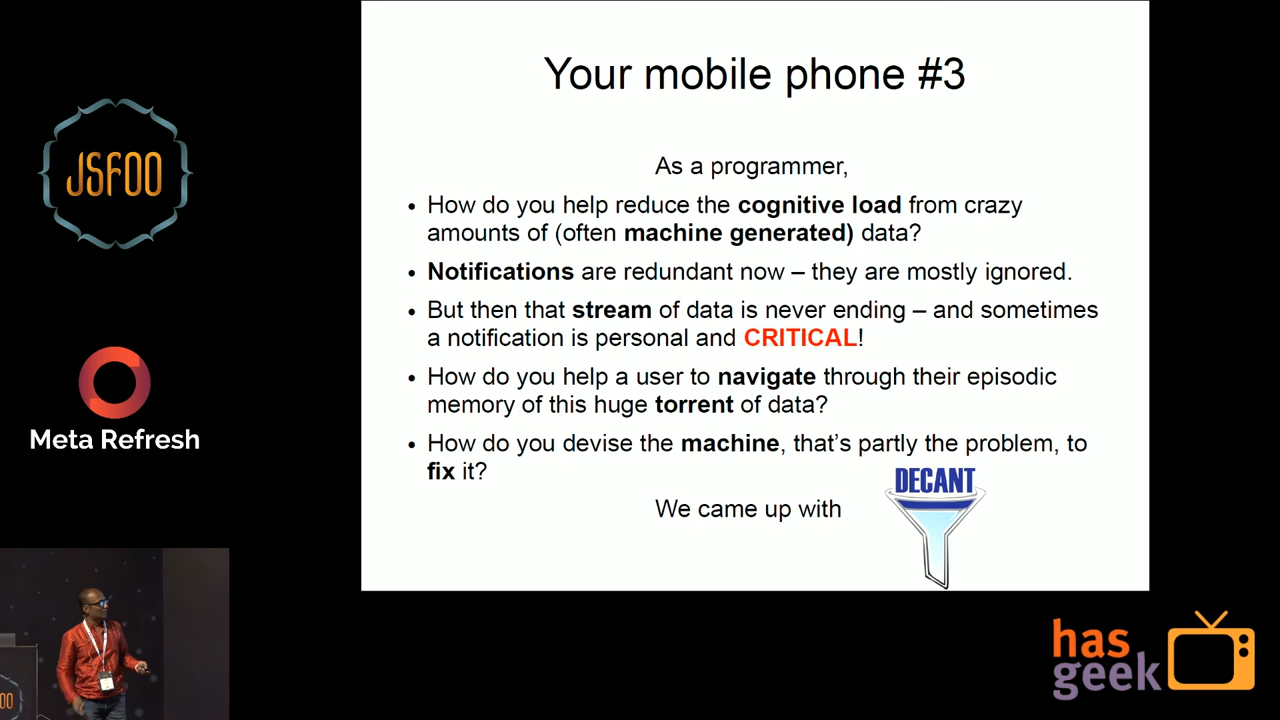 Your mobile phone #3
JSFOO
As a programmer,
• How do you help reduce the cognitive load from crazy
amounts of (often machine generated) data?
• Notifications are redundant now – they are mostly ignored.
• But then that stream of data is never ending – and sometimes
a notification is personal and CRITICAL!
• How do you help a user to navigate through their episodic
memory of this huge torrent of data?
Meta Refresh
• How do you devise the machine, that's partly the problem, to
fix it?
DECANT
We came up with
has
geek